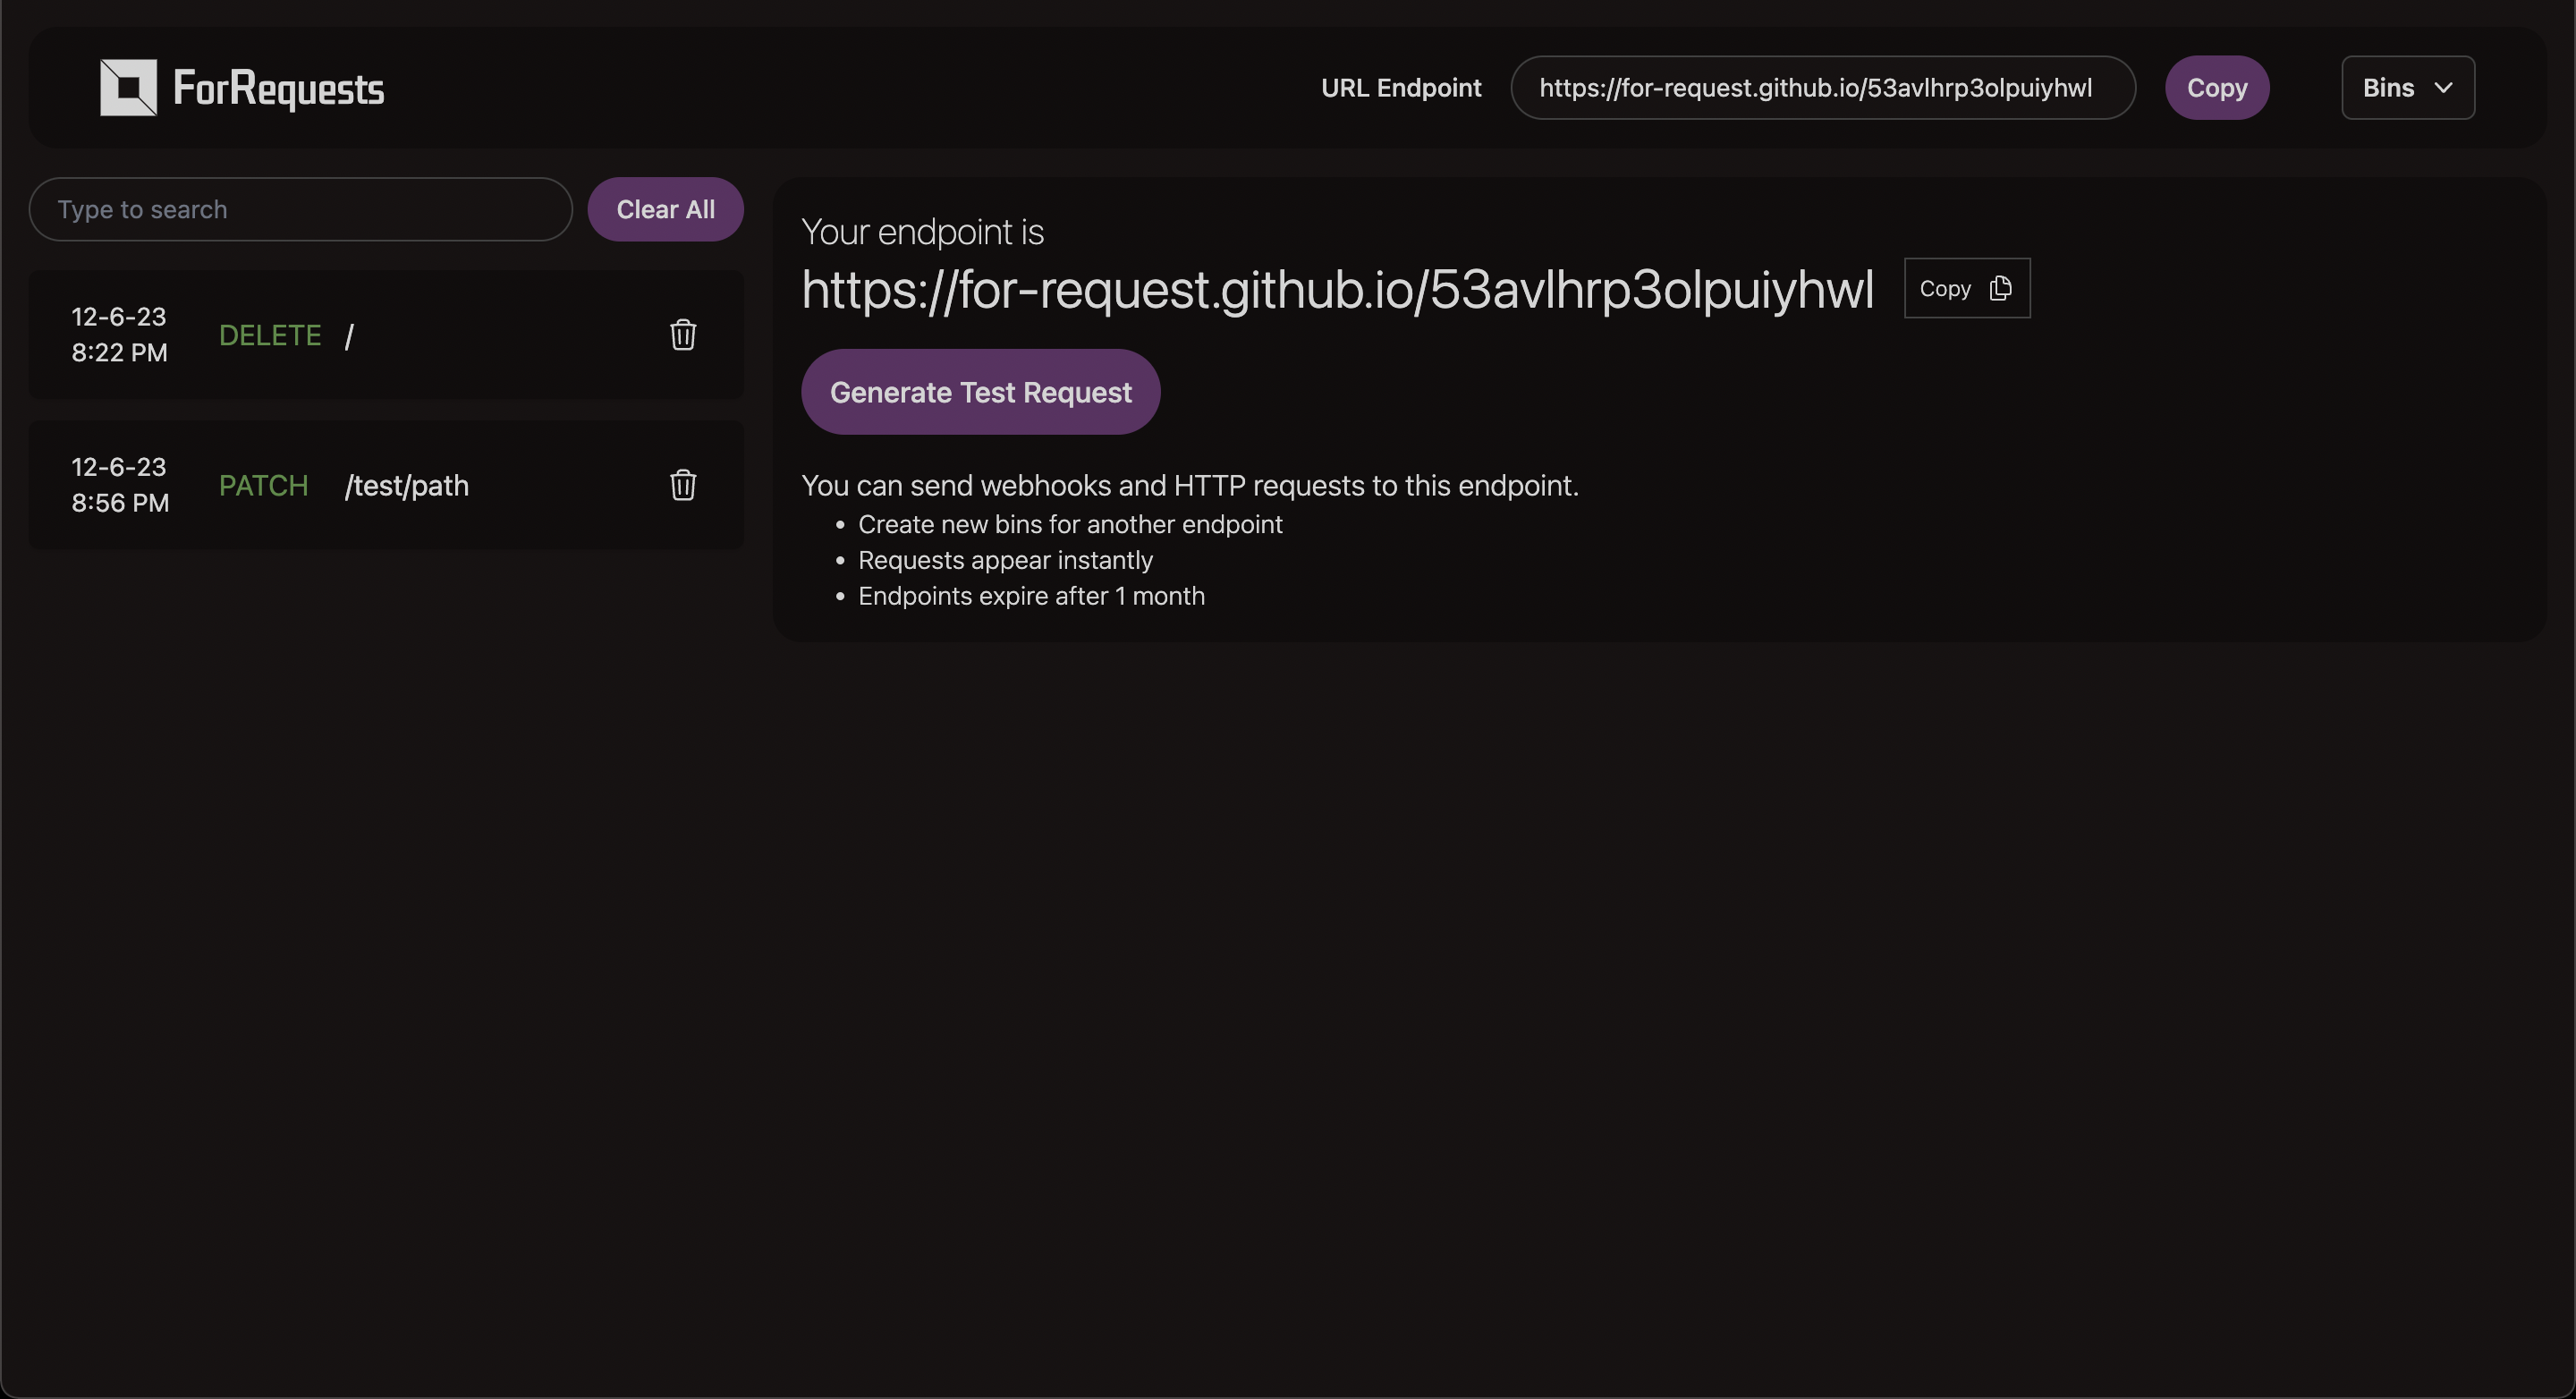 ForRequests
URL Endpoint
https://for-request.github.io/53avlhrp3olpuiyhwl
Copy
Bins
Type to search
Clear All
12-6-23
8:22 PM
DELETE /
12-6-23
8:56 PM
PATCH /test/path
Your endpoint is
https://for-request.github.io/53avlhrp3olpuiyhwl
Copy
Generate Test Request
You can send webhooks and HTTP requests to this endpoint.
• Create new bins for another endpoint
• Requests appear instantly
• Endpoints expire after 1 month